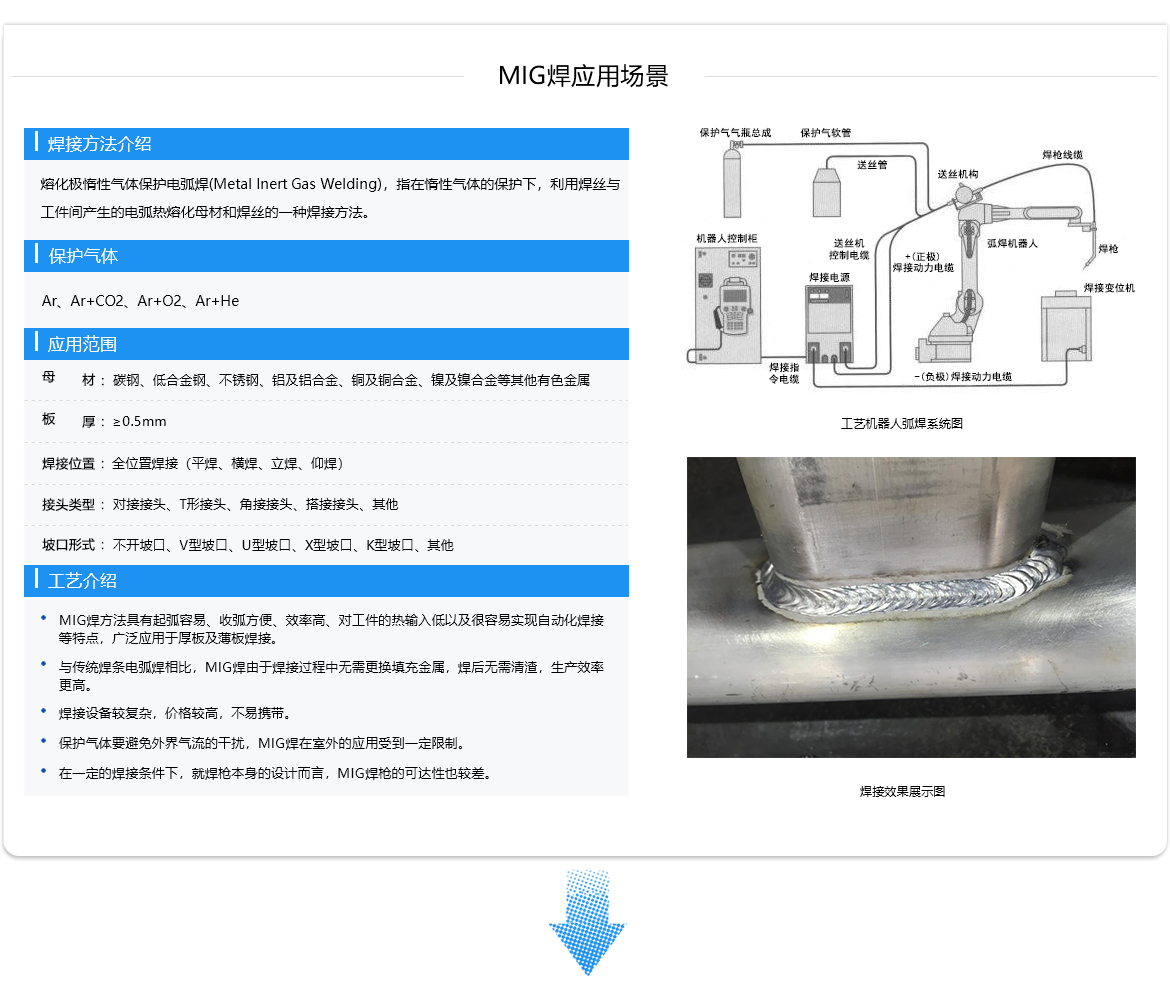 MIG焊应用场景
焊接方法介绍
熔化极惰性气体保护电弧焊(Metal Inert Gas Welding)，指在惰性气体的保护下，利用焊丝与
工件间产生的电弧热熔化母材和焊丝的一种焊接方法。
保护气体
Ar、Ar+CO2、Ar+O2、Ar+He
应用范围
母 材： 碳钢、低合金钢、不锈钢、铝及铝合金、铜及铜合金、镍及镍合金等其他有色金属
板 厚： ≥0.5mm
焊接位置： 全位置焊接（平焊、横焊、立焊、仰焊）
接头类型： 对接接头、T形接头、角接接头、搭接接头、其他
坡口形式： 不开坡口、V型坡口、U型坡口、X型坡口、K型坡口、其他
工艺介绍
MIG焊方法具有起弧容易、收弧方便、效率高、对工件的热输入低以及很容易实现自动化焊接
等特点，广泛应用于厚板及薄板焊接。
与传统焊条电弧焊相比，MIG焊由于焊接过程中无需更换填充金属，焊后无需清渣，生产效率
更高。
焊接设备较复杂，价格较高，不易携带。
保护气体要避免外界气流的干扰，MIG焊在室外的应用受到一定限制。
在一定的焊接条件下，就焊枪本身的设计而言，MIG焊枪的可达性也较差。
保护气气瓶总成
保护气软管
送丝管
焊枪线缆
送丝机构
机器人控制柜
送丝机
控制电缆
+(正极)
焊接动力电缆
弧焊机器人
焊枪
焊接电源
焊接变位机
焊接指
令电缆
-(负极)焊接动力电缆
工艺机器人弧焊系统图
焊接效果展示图